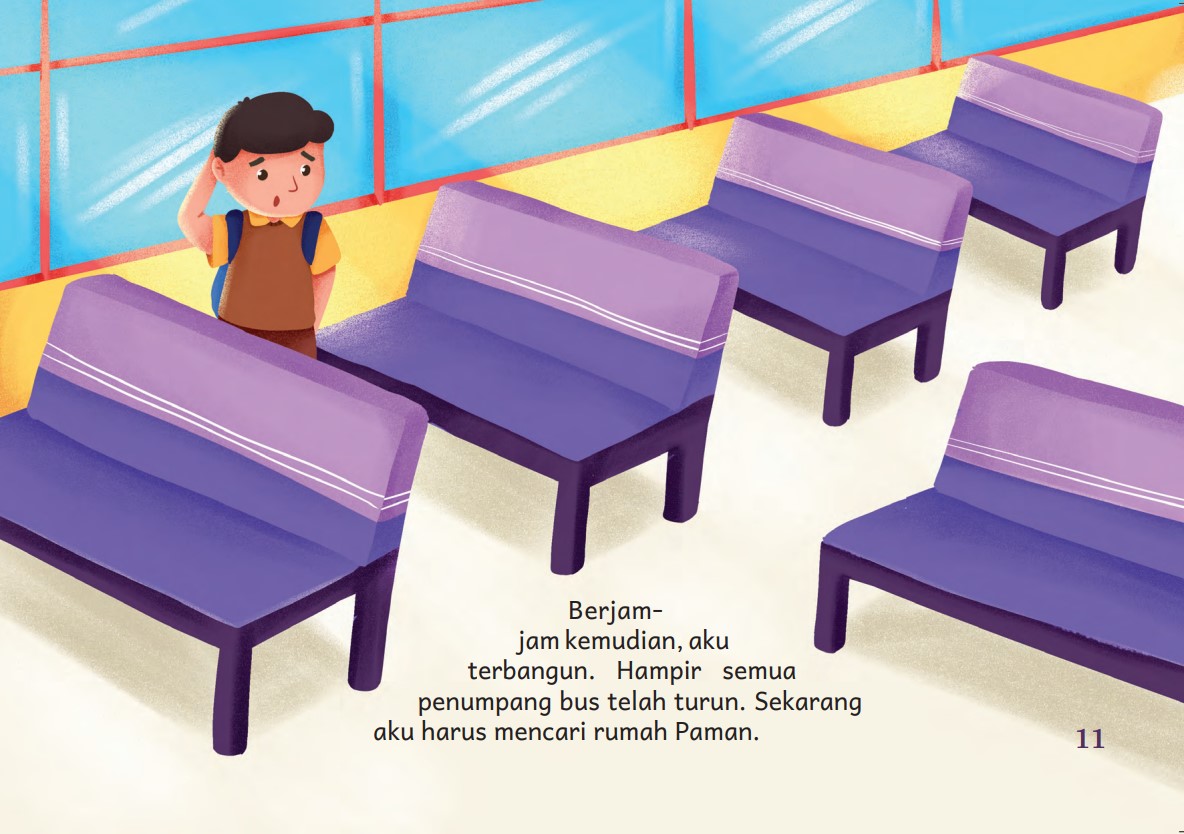 Berjam-
jam kemudian, aku
terbangun. Hampir semua
penumpang bus telah turun. Sekarang
aku harus mencari rumah Paman.
11